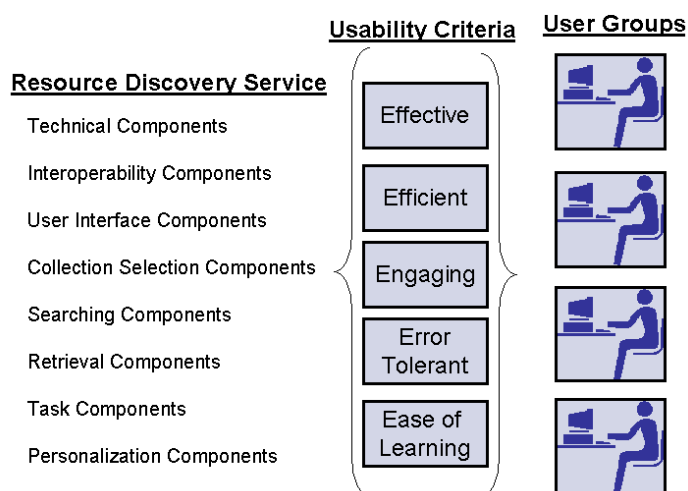 Resource Discovery Service
Technical Components
Interoperability Components
User Interface Components
Collection Selection Components
Searching Components
Retrieval Components
Task Components
Personalization Components
Usability Criteria
Effective
Efficient
Engaging
Error
Tolerant
Ease of
Learning
User Groups